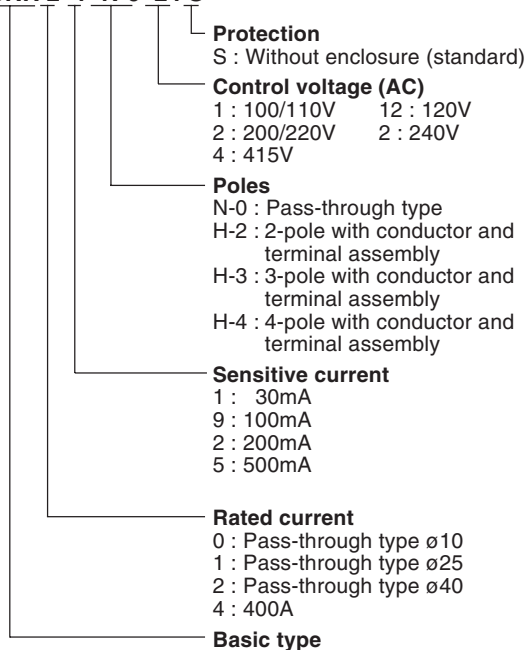 Protection
S : Without enclosure (standard)
Control voltage (AC)
1 : 100/110V 12 : 120V
2 : 200/220V 2 : 240V
4 : 415V
Poles
N-0 : Pass-through type
H-2 : 2-pole with conductor and
terminal assembly
H-3 : 3-pole with conductor and
terminal assembly
H-4 : 4-pole with conductor and
terminal assembly
Sensitive current
1 : 30mA
9 : 100mA
2 : 200mA
5 : 500mA
Rated current
0 : Pass-through type ø10
1 : Pass-through type ø25
2 : Pass-through type ø40
4 : 400A
Basic type